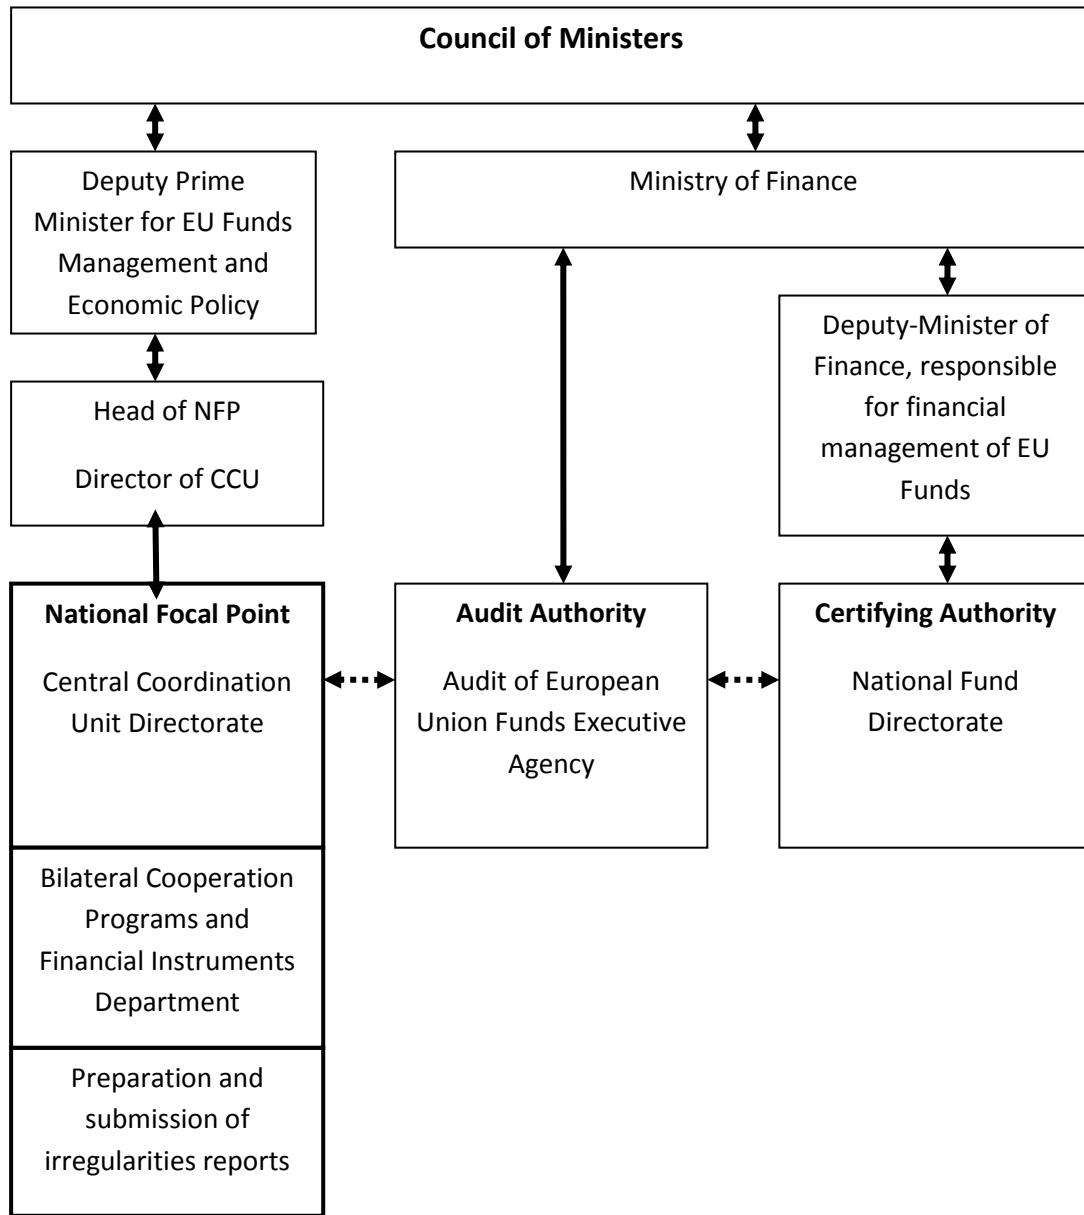 Council of Ministers
Deputy Prime
Minister for EU Funds
Management and
Economic Policy
Ministry of Finance
Head of NFP
Director of CCU
Deputy-Minister of
Finance, responsible
for financial
management of EU
Funds
National Focal Point
Central Coordination
Unit Directorate
Audit Authority
Audit of European
Union Funds Executive
Agency
Certifying Authority
National Fund
Directorate
Bilateral Cooperation
Programs and
Financial Instruments
Department
Preparation and
submission of
irregularities reports